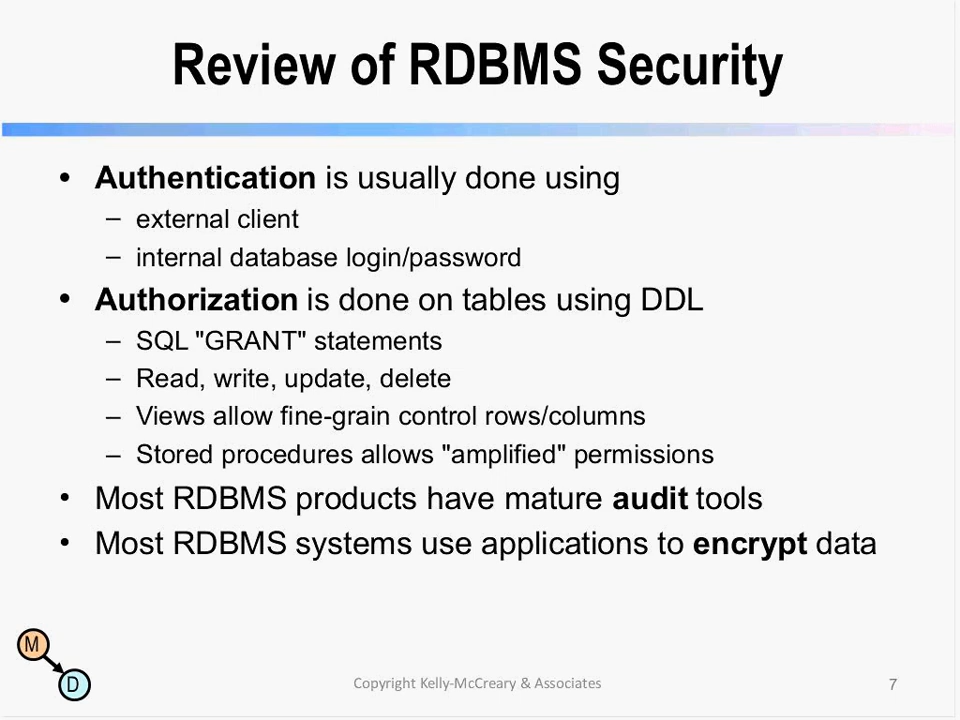 Review of RDBMS Security
• Authentication is usually done using
– external client
– internal database login/password
• Authorization is done on tables using DDL
– SQL "GRANT" statements
– Read, write, update, delete
– Views allow fine-grain control rows/columns
– Stored procedures allows "amplified" permissions
• Most RDBMS products have mature audit tools
• Most RDBMS systems use applications to encrypt data
M
D
Copyright Kelly-McCreary & Associates
7